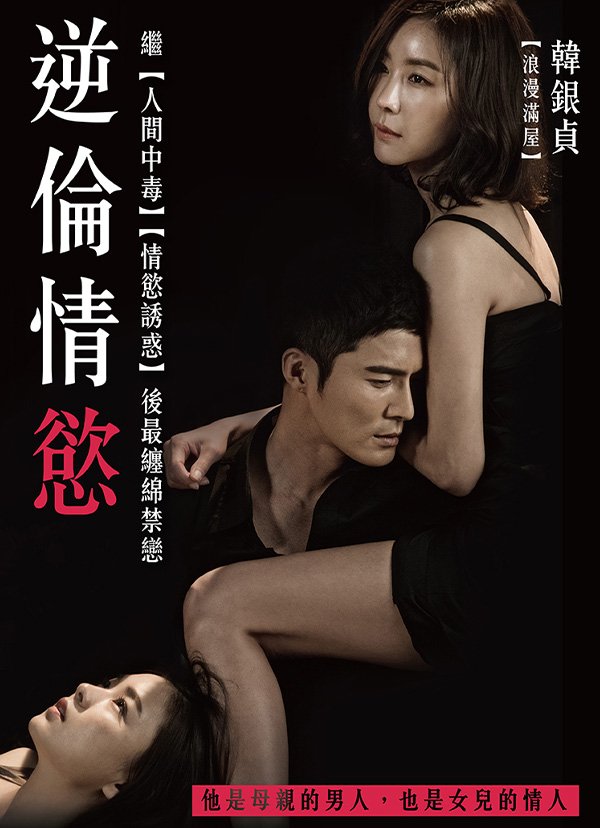 逆倫情慾
繼【人間中毒】【情慾誘惑】後最纏綿禁戀
韓銀貞
【浪漫滿屋】
他是母親的男人，也是女兒的情人